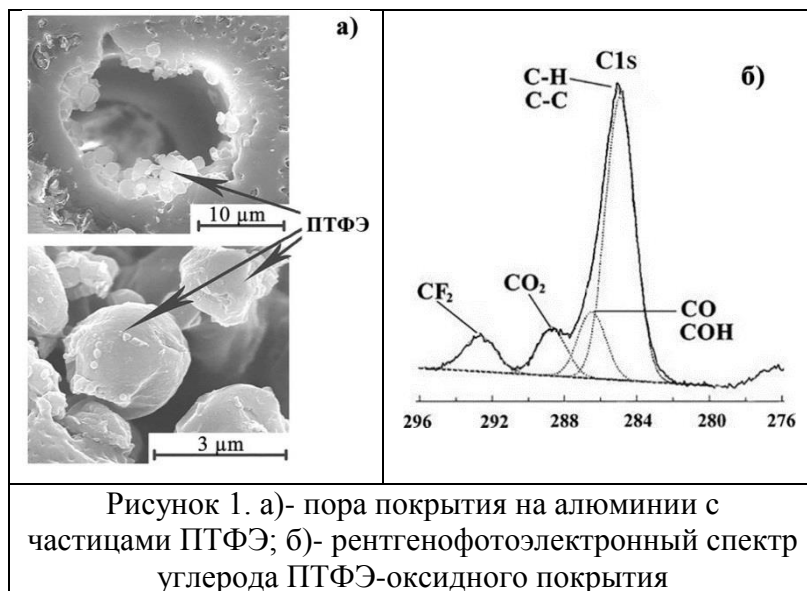 а)
10 µm
ПТФЭ
3 µm
C1s
б)
C-H
C-C
CF₂
CO₂
CO
COH
296 292 288 284 280 276
Рисунок 1. а)- пора покрытия на алюминии с
частицами ПТФЭ; б)- рентгенофотоэлектронный спектр
углерода ПТФЭ-оксидного покрытия